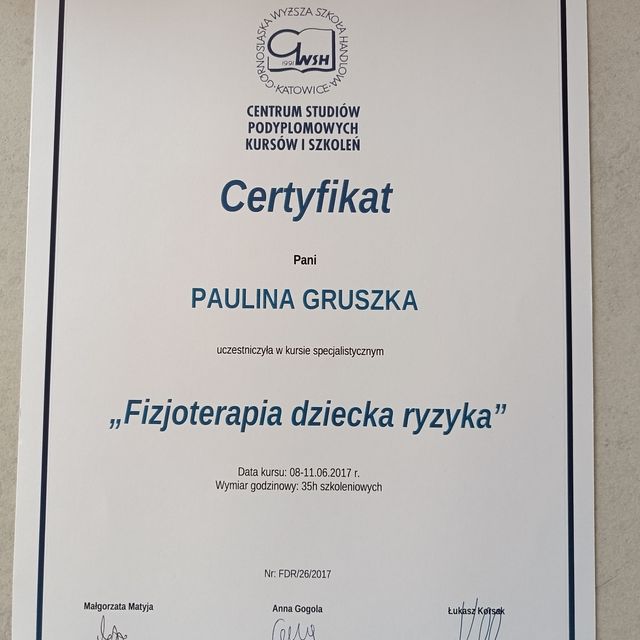 GÓRNOŚLĄSKA WYŻSZA SZKOŁA HANDLOWA
GWSH
1991
·KATOWICE·
CENTRUM STUDIÓW
PODYPLOMOWYCH
KURSÓW I SZKOLEŃ
Certyfikat
Pani
PAULINA GRUSZKA
uczestniczyła w kursie specjalistycznym
„Fizjoterapia dziecka ryzyka”
Data kursu: 08-11.06.2017 r.
Wymiar godzinowy: 35h szkoleniowych
Nr: FDR/26/2017
Małgorzata Matyja
Anna Gogola
Łukasz Korsak